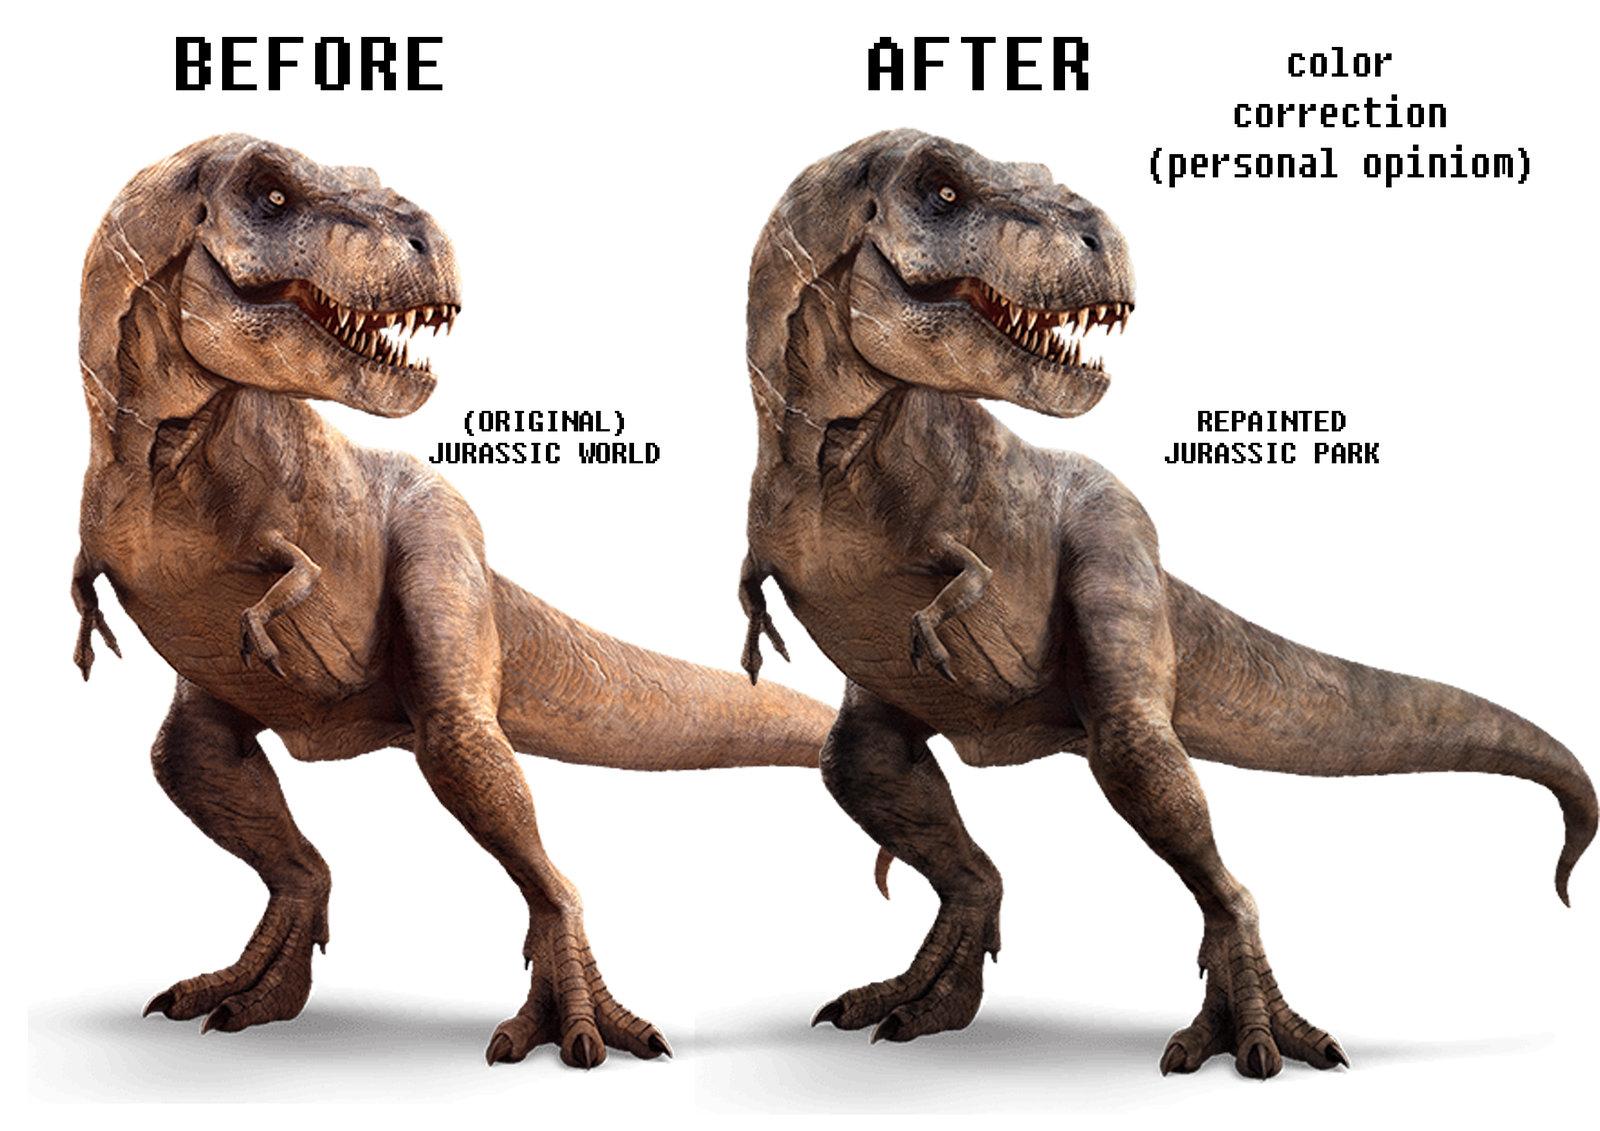 BEFORE
AFTER
color
correction
(personal opiniom)
(ORIGINAL)
JURASSIC WORLD
REPAINTED
JURASSIC PARK